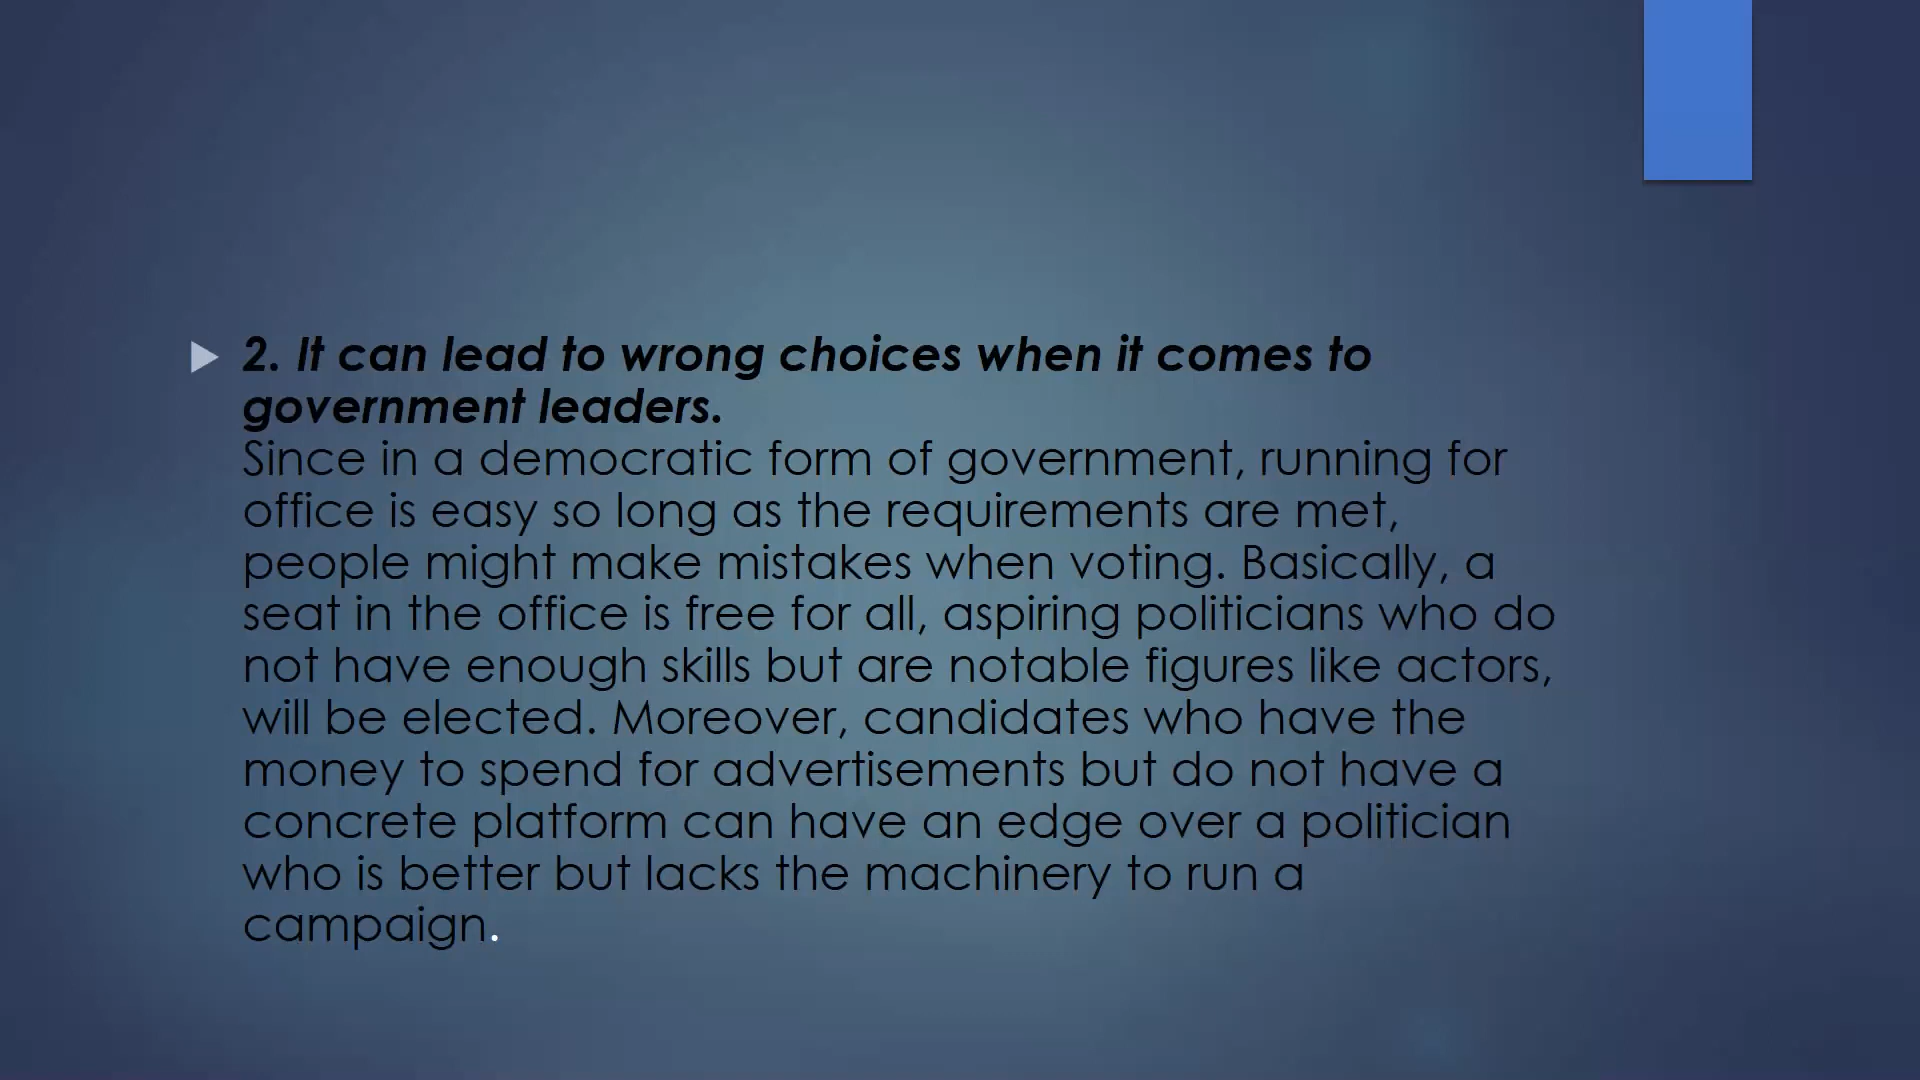 2. It can lead to wrong choices when it comes to
government leaders.
Since in a democratic form of government, running for
office is easy so long as the requirements are met,
people might make mistakes when voting. Basically, a
seat in the office is free for all, aspiring politicians who do
not have enough skills but are notable figures like actors,
will be elected. Moreover, candidates who have the
money to spend for advertisements but do not have a
concrete platform can have an edge over a politician
who is better but lacks the machinery to run a
campaign.